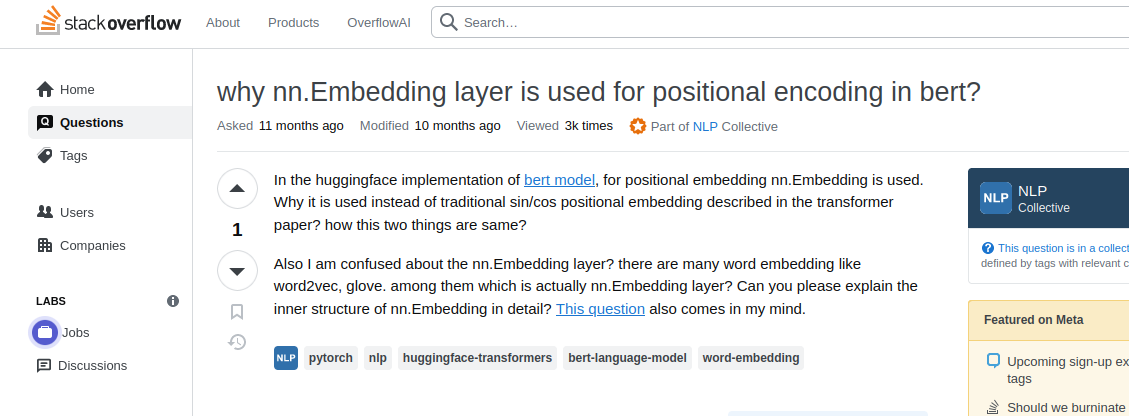 stack overflow About Products OverflowAI Search…
Home
Questions
Tags
Users
Companies
LABS
Jobs
Discussions
why nn.Embedding layer is used for positional encoding in bert?
Asked 11 months ago Modified 10 months ago Viewed 3k times Part of NLP Collective
1
In the huggingface implementation of bert model, for positional embedding nn.Embedding is used.
Why it is used instead of traditional sin/cos positional embedding described in the transformer
paper? how this two things are same?
Also I am confused about the nn.Embedding layer? there are many word embedding like
word2vec, glove. among them which is actually nn.Embedding layer? Can you please explain the
inner structure of nn.Embedding in detail? This question also comes in my mind.
NLP pytorch nlp huggingface-transformers bert-language-model word-embedding
NLP NLP
Collective
This question is in a collect
defined by tags with relevant c
Featured on Meta
Upcoming sign-up ex
tags
Should we burninate